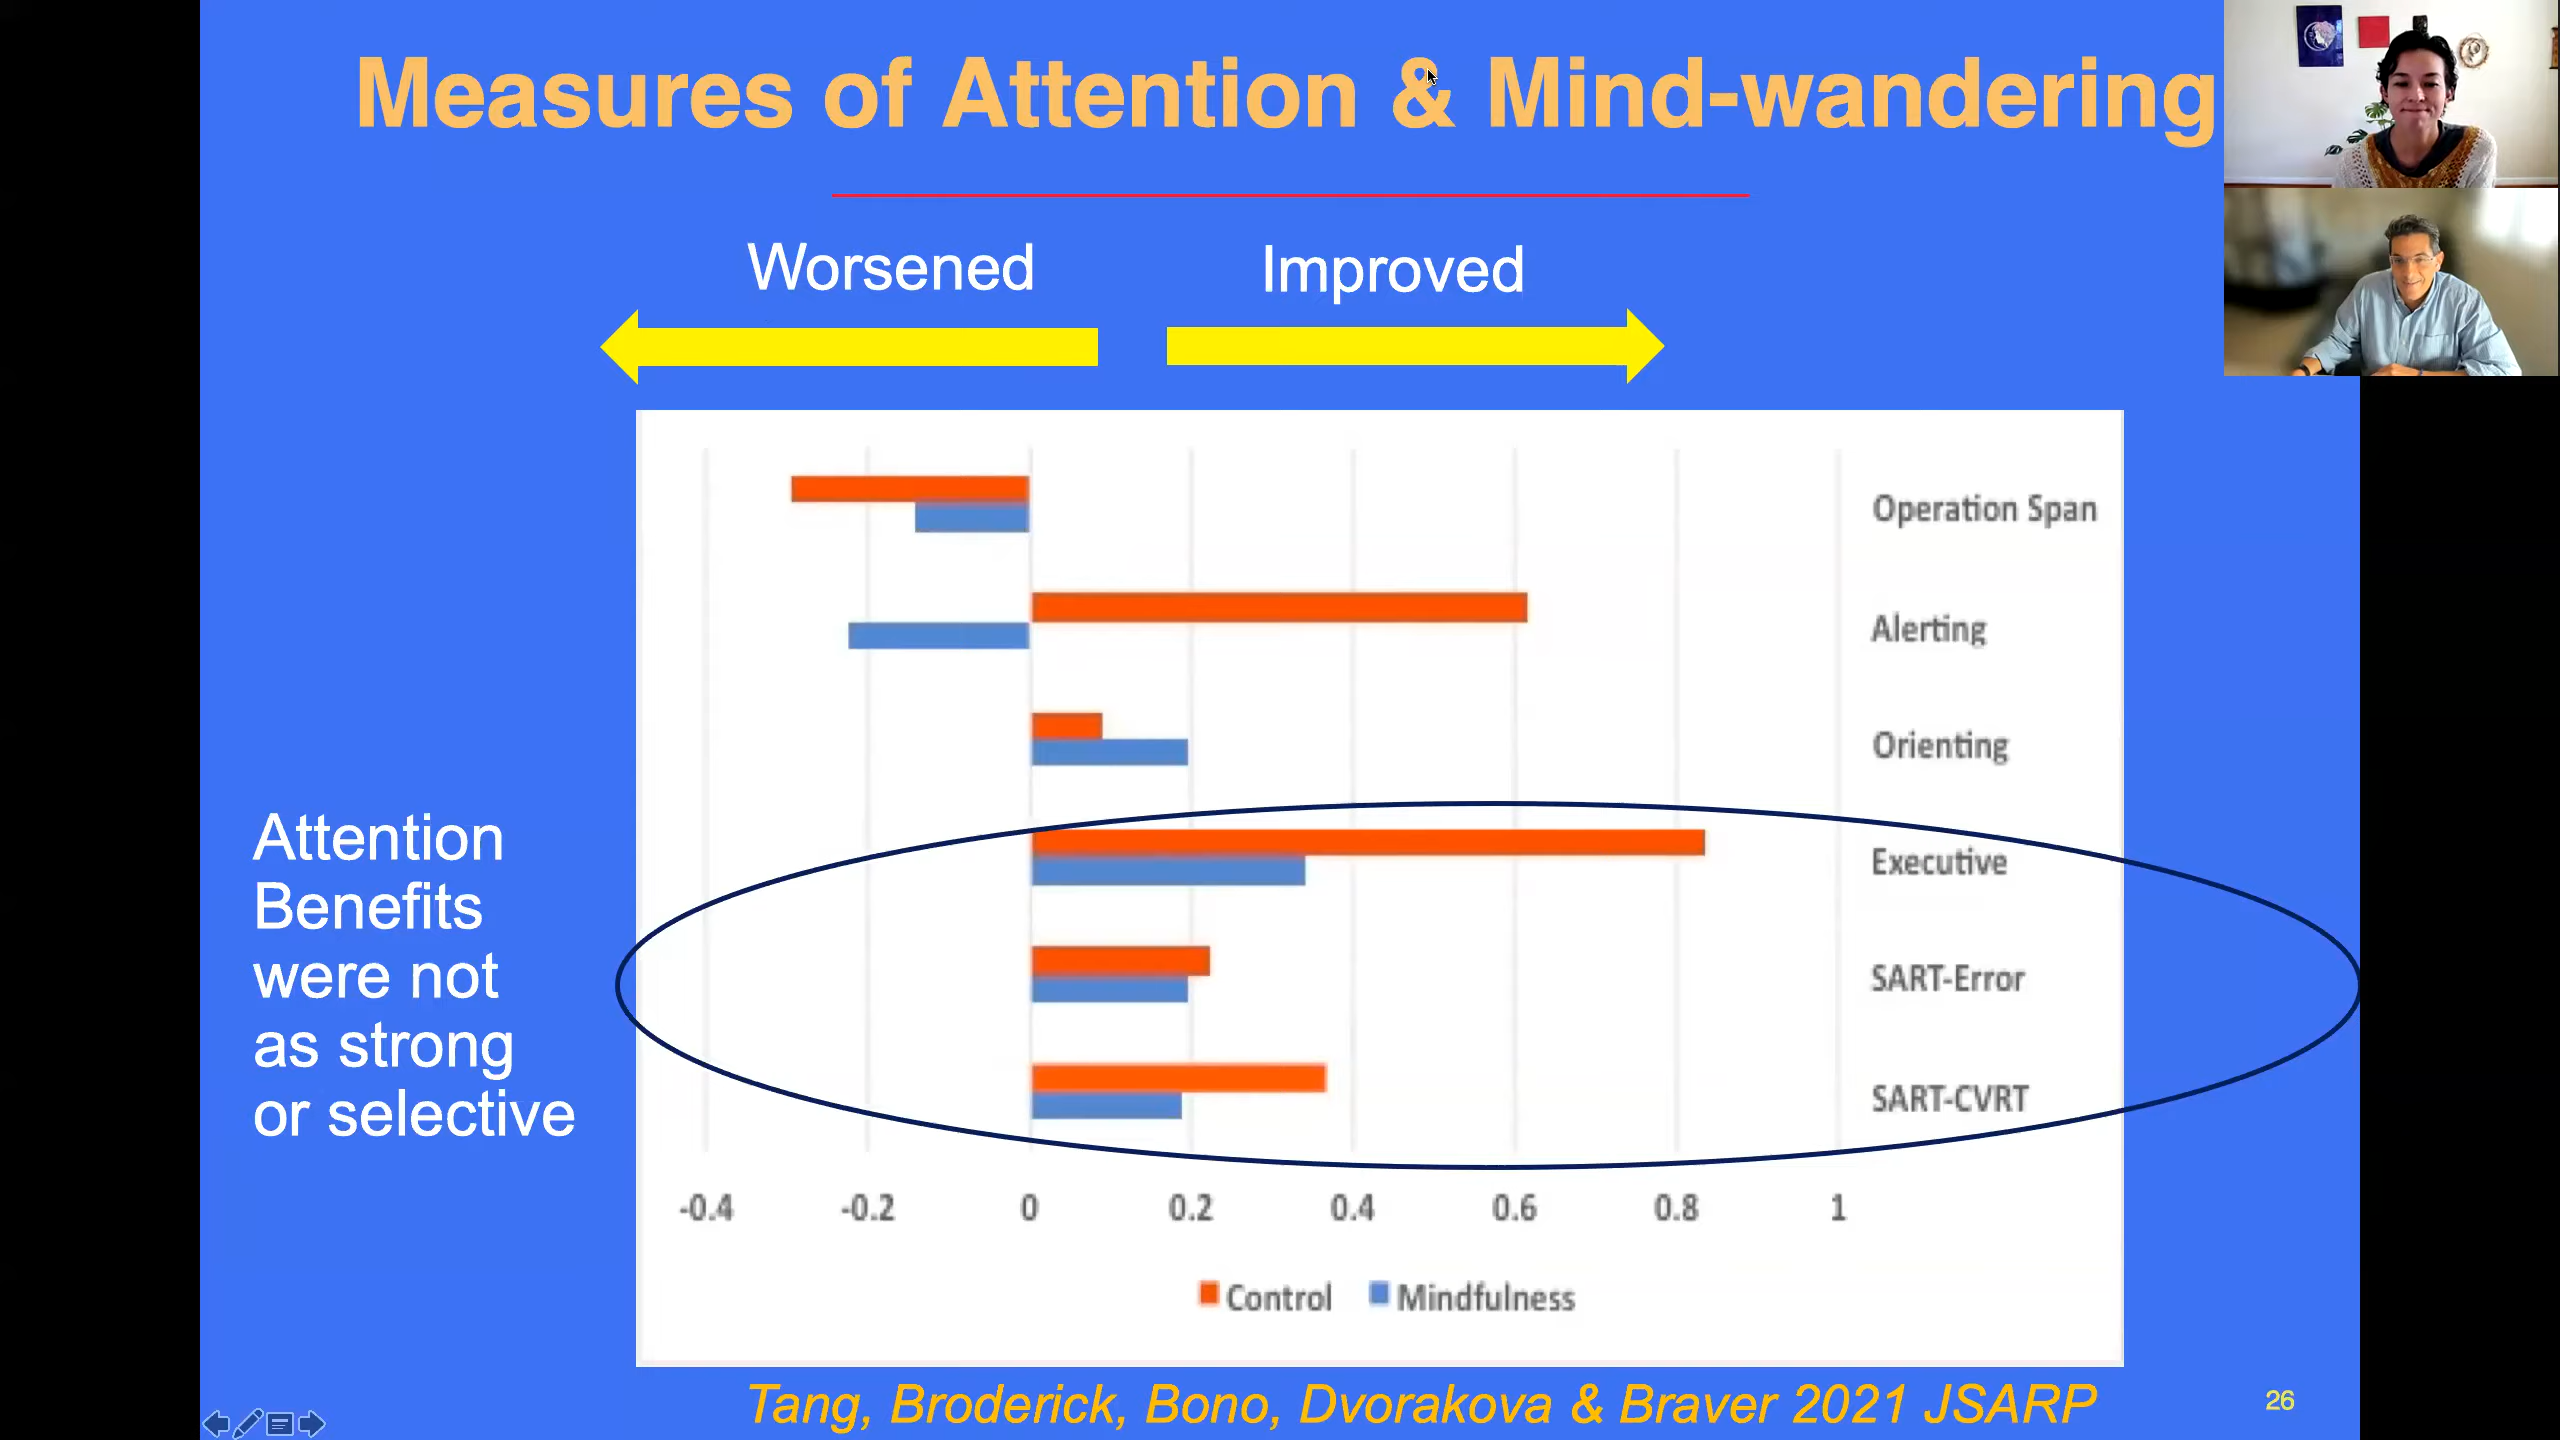 Measures of Attention & Mind-wandering
Worsened
Improved
Operation Span
Alerting
Orienting
Executive
SART-Error
SART-CVRT
Attention
Benefits
were not
as strong
or selective
-0.4 -0.2 0 0.2 0.4 0.6 0.8 1
Control Mindfulness
Tang, Broderick, Bono, Dvorakova & Braver 2021 JSARP
26